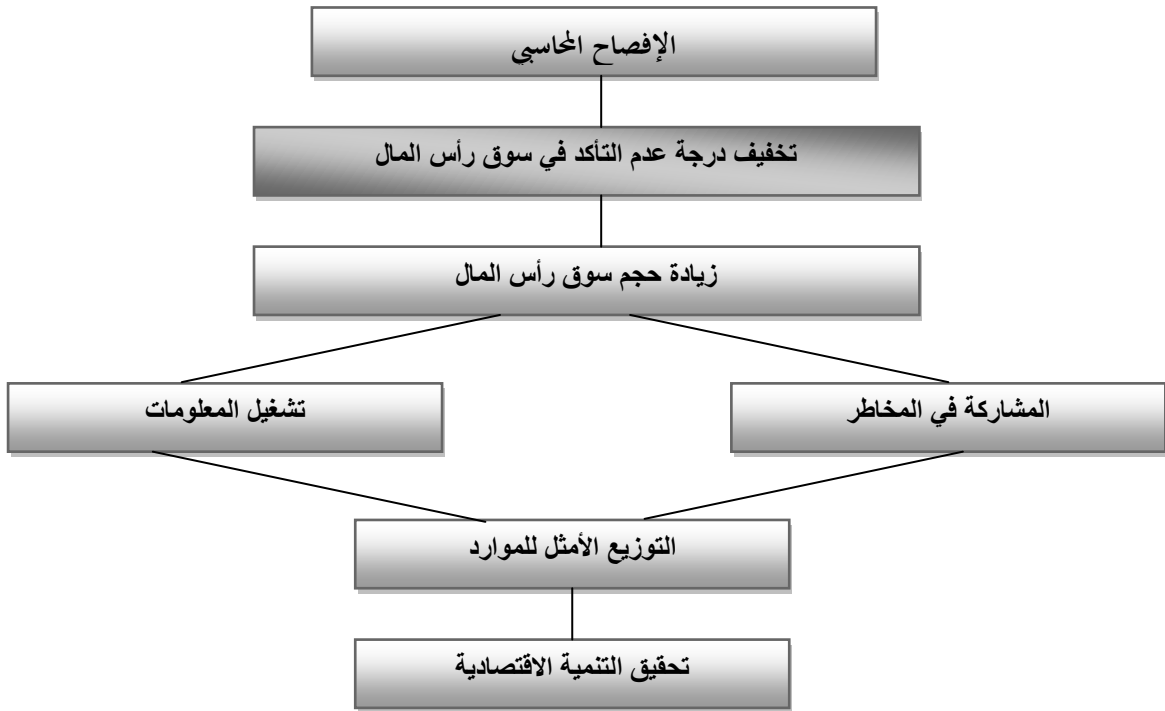 الإفصاح المحاسبي
تخفيف درجة عدم التأكد في سوق رأس المال
زيادة حجم سوق رأس المال
المشاركة في المخاطر
تشغيل المعلومات
التوزيع الأمثل للموارد
تحقيق التنمية الاقتصادية